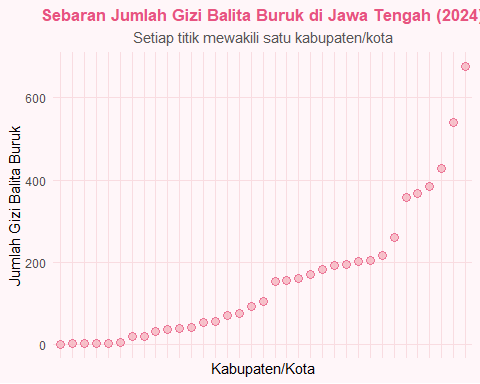 Sebaran Jumlah Gizi Balita Buruk di Jawa Tengah (2024)
Setiap titik mewakili satu kabupaten/kota
Jumlah Gizi Balita Buruk
600
400
200
0
Kabupaten/Kota